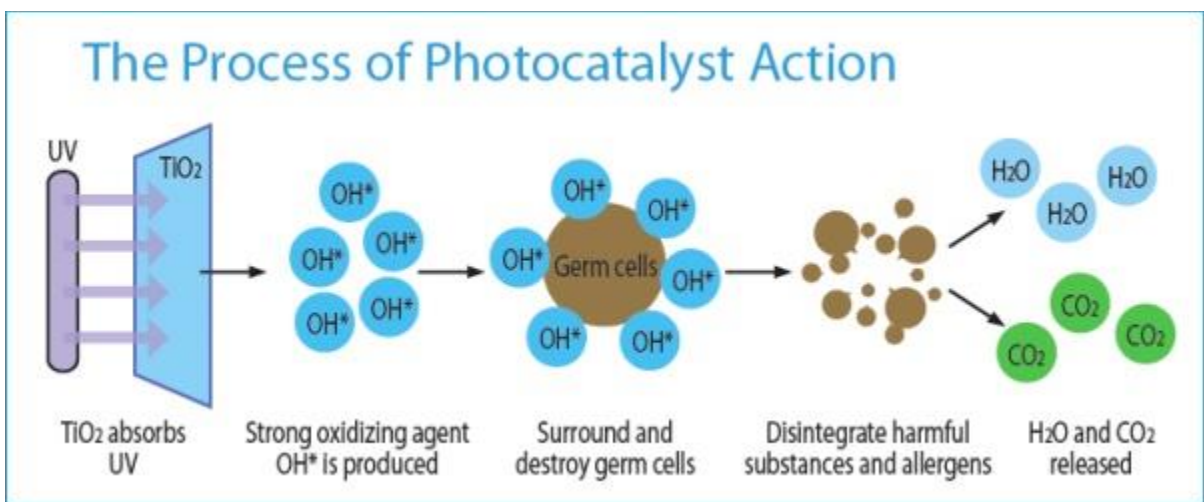 The Process of Photocatalyst Action
UV
TiO2
OH*
OH*
OH*
OH*
OH*
OH*
OH*
OH*
OH*
OH*
OH*
Germ cells
H2O
H2O
H2O
CO2
CO2
CO2
TiO2 absorbs
UV
Strong oxidizing agent
OH* is produced
Surround and
destroy germ cells
Disintegrate harmful
substances and allergens
H2O and CO2
released